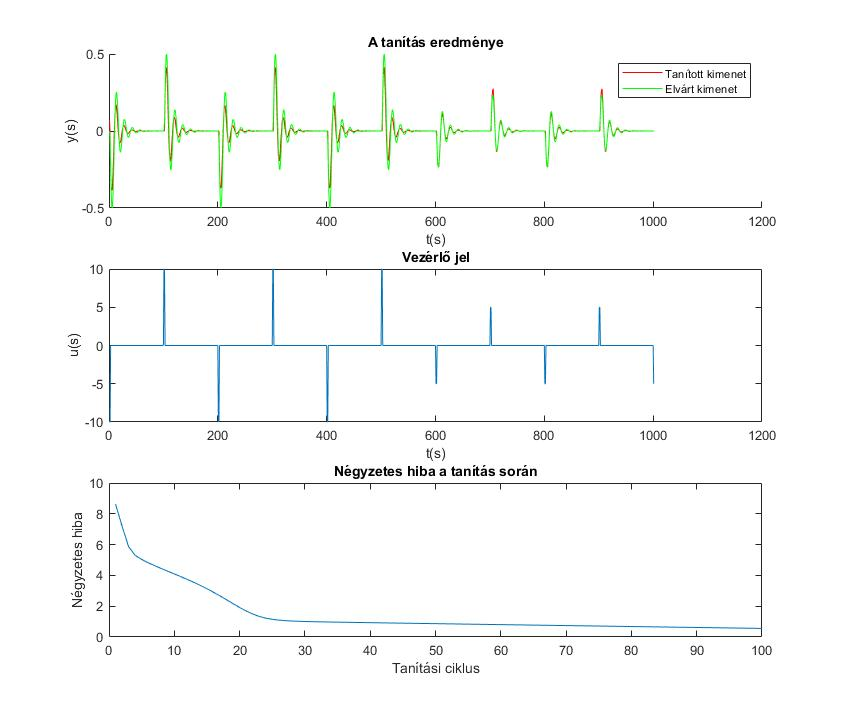 A tanítás eredménye
0.5
0
-0.5
y(s)
Tanított kimenet
Elvárt kimenet
0 200 400 600 800 1000 1200
t(s)
Vezérlő jel
10
5
0
-5
-10
u(s)
0 200 400 600 800 1000 1200
t(s)
Négyzetes hiba a tanítás során
10
8
6
4
2
0
Négyzetes hiba
0 10 20 30 40 50 60 70 80 90 100
Tanítási ciklus